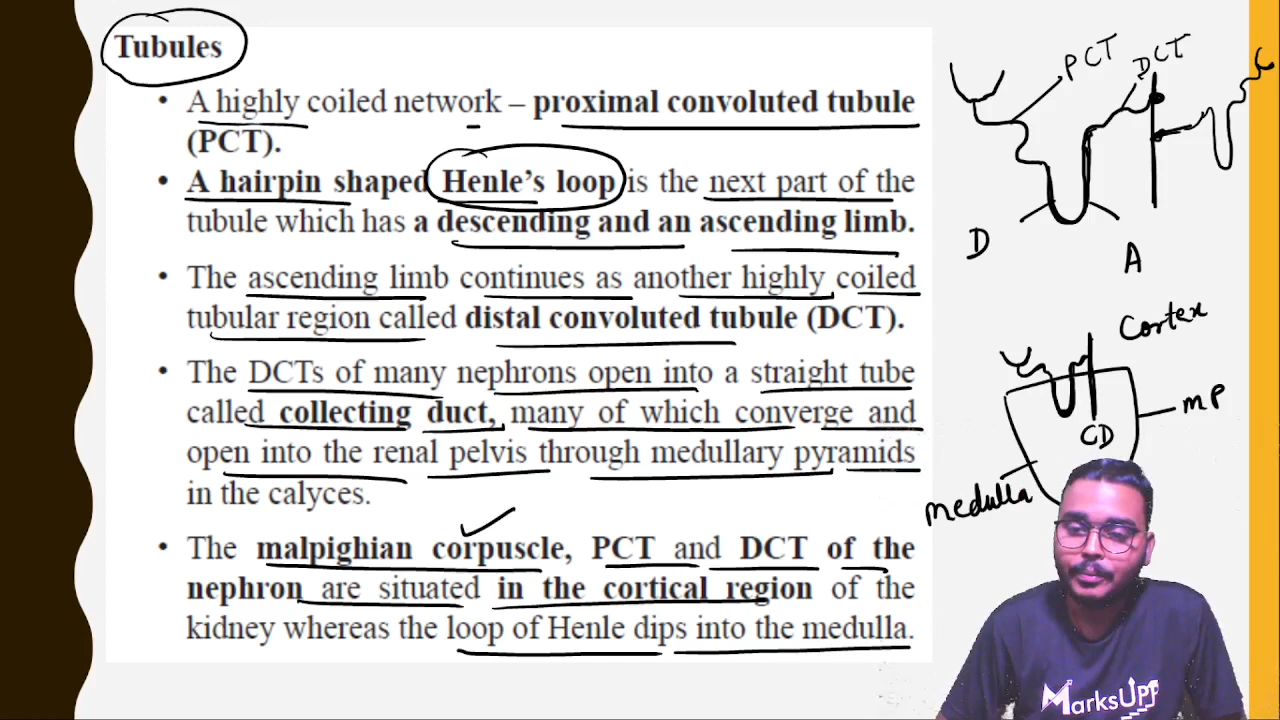 Tubules
• A highly coiled network – proximal convoluted tubule
(PCT).
• A hairpin shaped Henle’s loop is the next part of the
tubule which has a descending and an ascending limb.
• The ascending limb continues as another highly coiled
tubular region called distal convoluted tubule (DCT).
• The DCTs of many nephrons open into a straight tube
called collecting duct, many of which converge and
open into the renal pelvis through medullary pyramids
in the calyces.
• The malpighian corpuscle, PCT and DCT of the
nephron are situated in the cortical region of the
kidney whereas the loop of Henle dips into the medulla.
PCT
DCT
D
A
Cortex
MP
CD
Medulla
MarksUPP